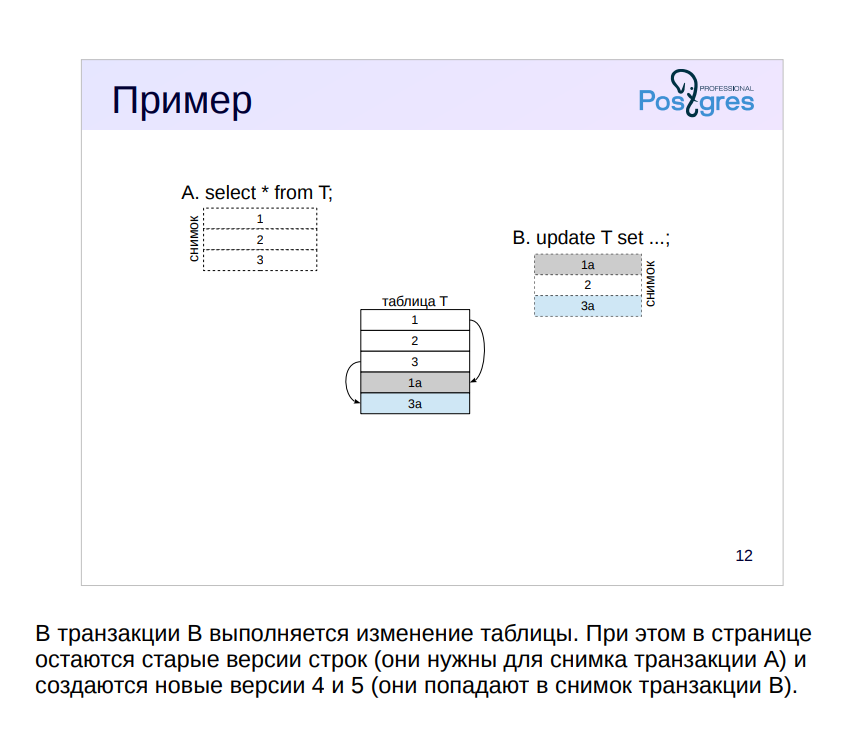 Пример
PROFESSIONAL
Postgres
A. select * from T;
снимок
1
2
3
B. update T set ...;
1a
2
3a
снимок
таблица T
1
2
3
1a
3a
12
В транзакции B выполняется изменение таблицы. При этом в странице
остаются старые версии строк (они нужны для снимка транзакции A) и
создаются новые версии 4 и 5 (они попадают в снимок транзакции B).